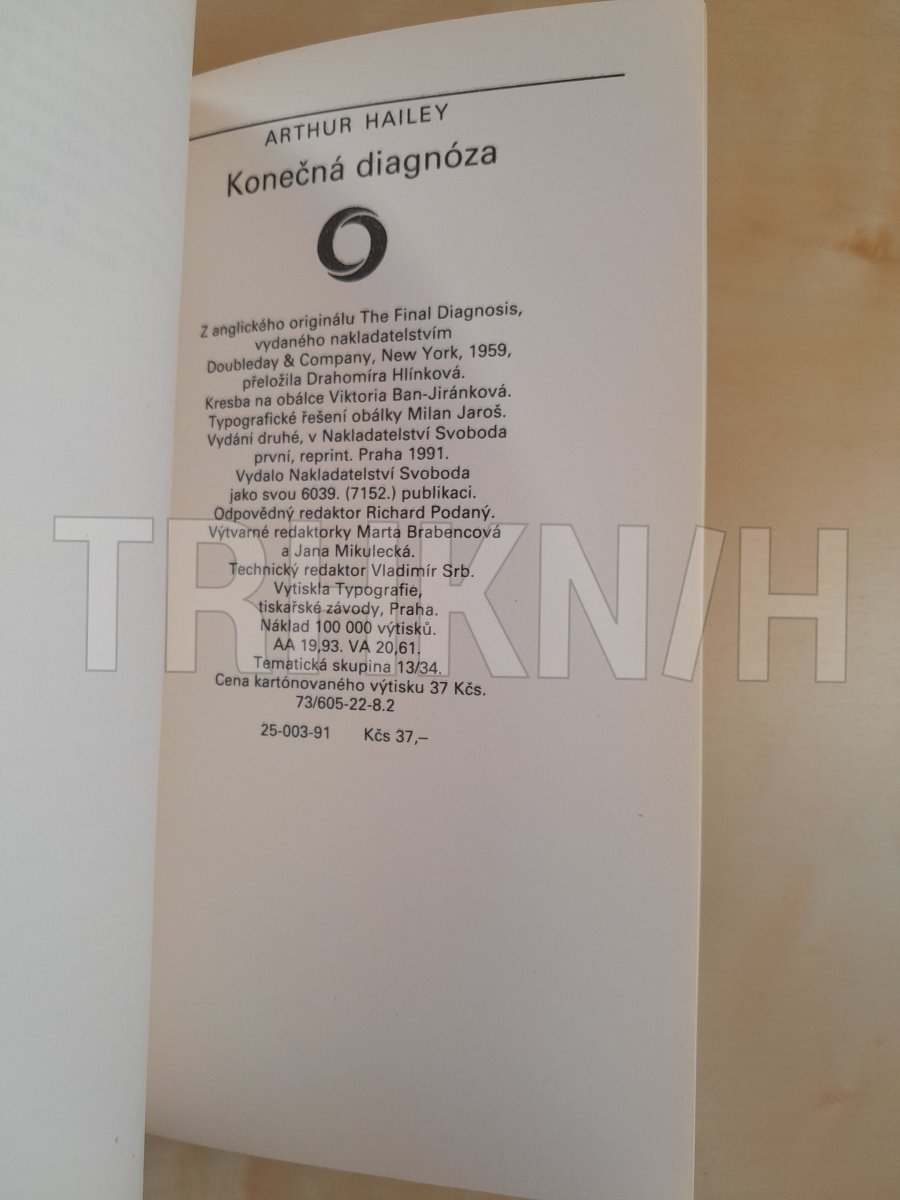 ARTHUR HAILEY
Konečná diagnóza
Z anglického originálu The Final Diagnosis,
vydaného nakladatelstvím
Doubleday & Company, New York, 1959,
přeložila Drahomíra Hlínková.
Kresba na obálce Viktoria Ban-Jiránková.
Typografické řešení obálky Milan Jaroš.
Vydání druhé, v Nakladatelství Svoboda
první, reprint. Praha 1991.
Vydalo Nakladatelství Svoboda
jako svou 6039. (7152.) publikaci.
Odpovědný redaktor Richard Podaný.
Výtvarné redaktorky Marta Brabencová
a Jana Mikulecká.
Technický redaktor Vladimír Srb.
Vytiskla Typografie,
tiskařské závody, Praha.
Náklad 100 000 výtisků.
AA 19,93. VA 20,61.
Tematická skupina 13/34.
Cena kartónovaného výtisku 37 Kčs.
73/605-22-8.2
25-003-91 Kčs 37,–
TRHKNIH